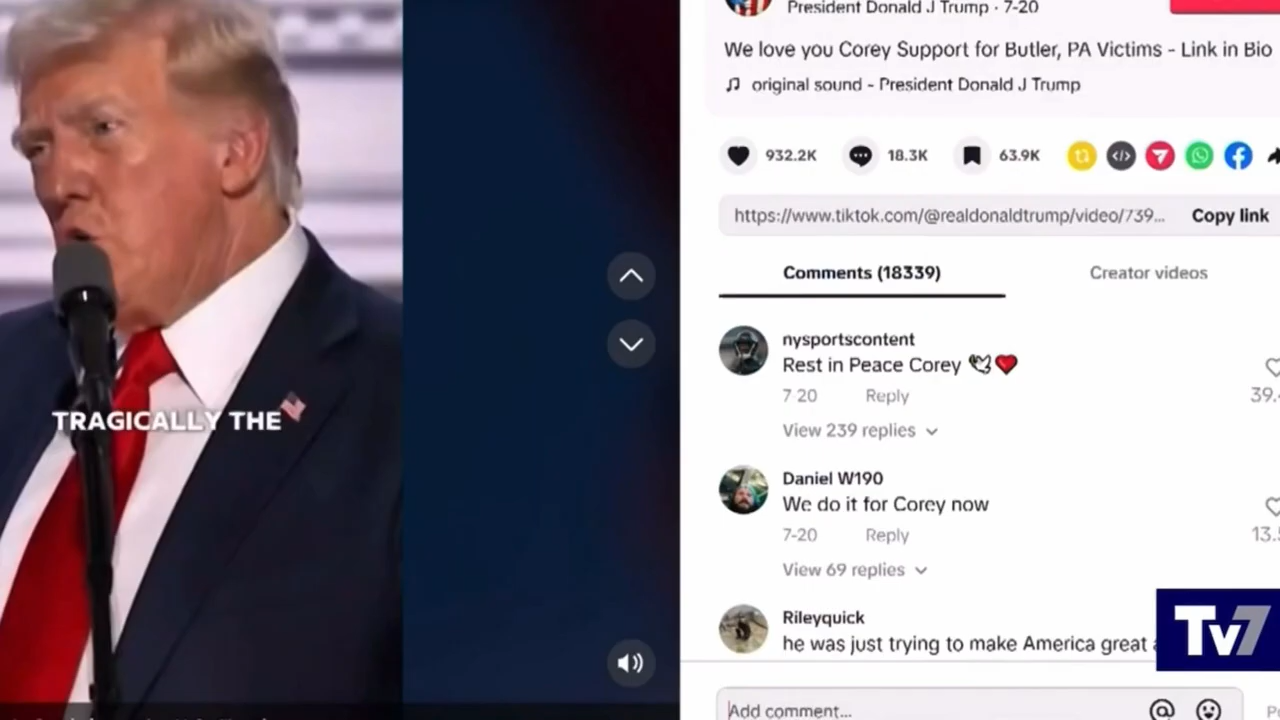 President Donald J Trump · 7-20
We love you Corey Support for Butler, PA Victims - Link in Bio
original sound - President Donald J Trump
932.2K 18.3K 63.9K
https://www.tiktok.com/@realdonaldtrump/video/739... Copy link
Comments (18339) Creator videos
nysportscontent
Rest in Peace Corey 🕊️❤️
7-20 Reply
39.
View 239 replies
Daniel W190
We do it for Corey now
7-20 Reply
13.
View 69 replies
Rileyquick
he was just trying to make America great
Add comment...
TRAGICALLY THE
Tv7